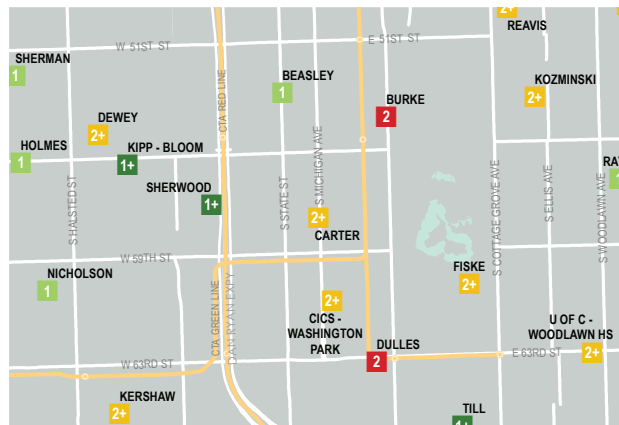 2+
REAVIS
W 51ST ST
E 51ST ST
SHERMAN
1
BEASLEY
1
KOZMINSKI
2+
CTA RED LINE
DEWEY
2+
BURKE
2
HOLMES
1
KIPP - BLOOM
1+
SHERWOOD
1+
S HALSTED ST
S STATE ST
S MICHIGAN AVE
S COTTAGE GROVE AVE
S ELLIS AVE
S WOODLAWN AVE
RA
1
2+
CARTER
W 59TH ST
NICHOLSON
1
FISKE
2+
CTA GREEN LINE
DAN RYAN EXPY
2+
CICS -
WASHINGTON
PARK
DULLES
2
U OF C -
WOODLAWN HS
2+
W 63RD ST
E 63RD ST
KERSHAW
2+
TILL
1+